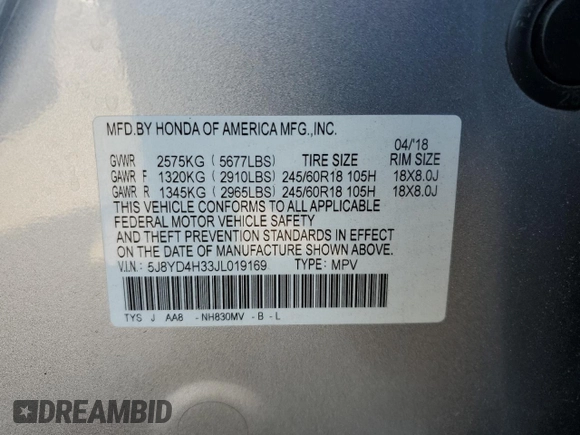 MFD.BY HONDA OF AMERICA MFG.,INC.
04/'18
GVWR 2575KG ( 5677LBS) TIRE SIZE RIM SIZE
GAWR F 1320KG ( 2910LBS) 245/60R18 105H 18X8.0J
GAWR R 1345KG ( 2965LBS) 245/60R18 105H 18X8.0J
THIS VEHICLE CONFORMS TO ALL APPLICABLE
FEDERAL MOTOR VEHICLE SAFETY
AND THEFT PREVENTION STANDARDS IN EFFECT
ON THE DATE OF MANUFACTURE SHOWN ABOVE.
V.I.N.: 5J8YD4H33JL019169 TYPE: MPV
TYS J AA8 - NH830MV - B - L
DREAMBID